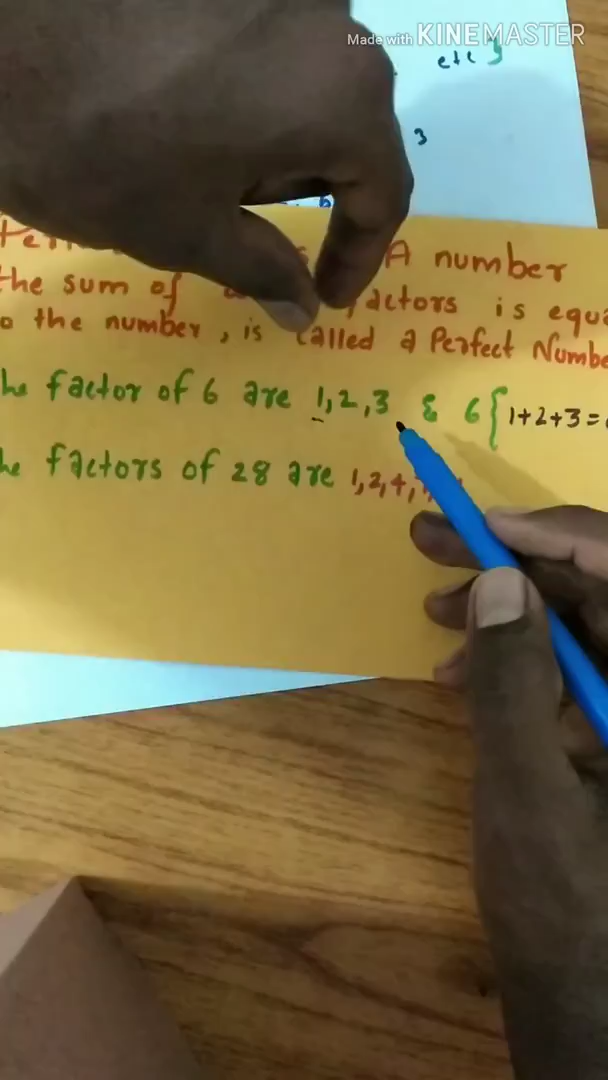 Made with KINEMASTER
etc }
3
A number
the sum of factors is equa
o the number, is called a Perfect Numbe
he factor of 6 are 1,2,3 & 6 { 1+2+3=
he factors of 28 are 1,2,4,